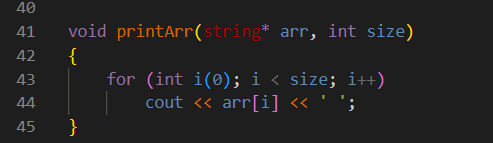 40
41 void printArr(string* arr, int size)
42 {
43 for (int i(0); i < size; i++)
44 cout << arr[i] << ' ';
45 }